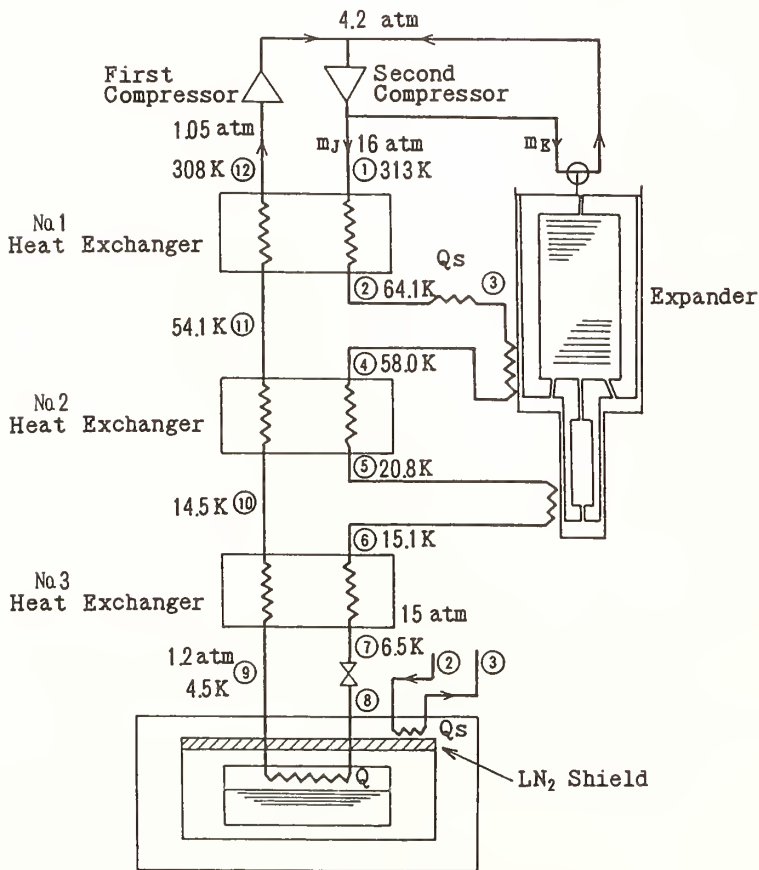 4.2 atm
First
Compressor
Second
Compressor
1.05 atm
m_J
16 atm
m_E
308 K ⑫
① 313 K
No.1
Heat Exchanger
Qs
③
② 64.1K
Expander
54.1 K ⑪
④ 58.0 K
No.2
Heat Exchanger
⑤ 20.8K
14.5 K ⑩
⑥ 15.1K
No.3
Heat Exchanger
15 atm
1.2 atm
⑨
4.5K
⑦ 6.5K
②
③
⑧
Qs
Q
LN₂ Shield